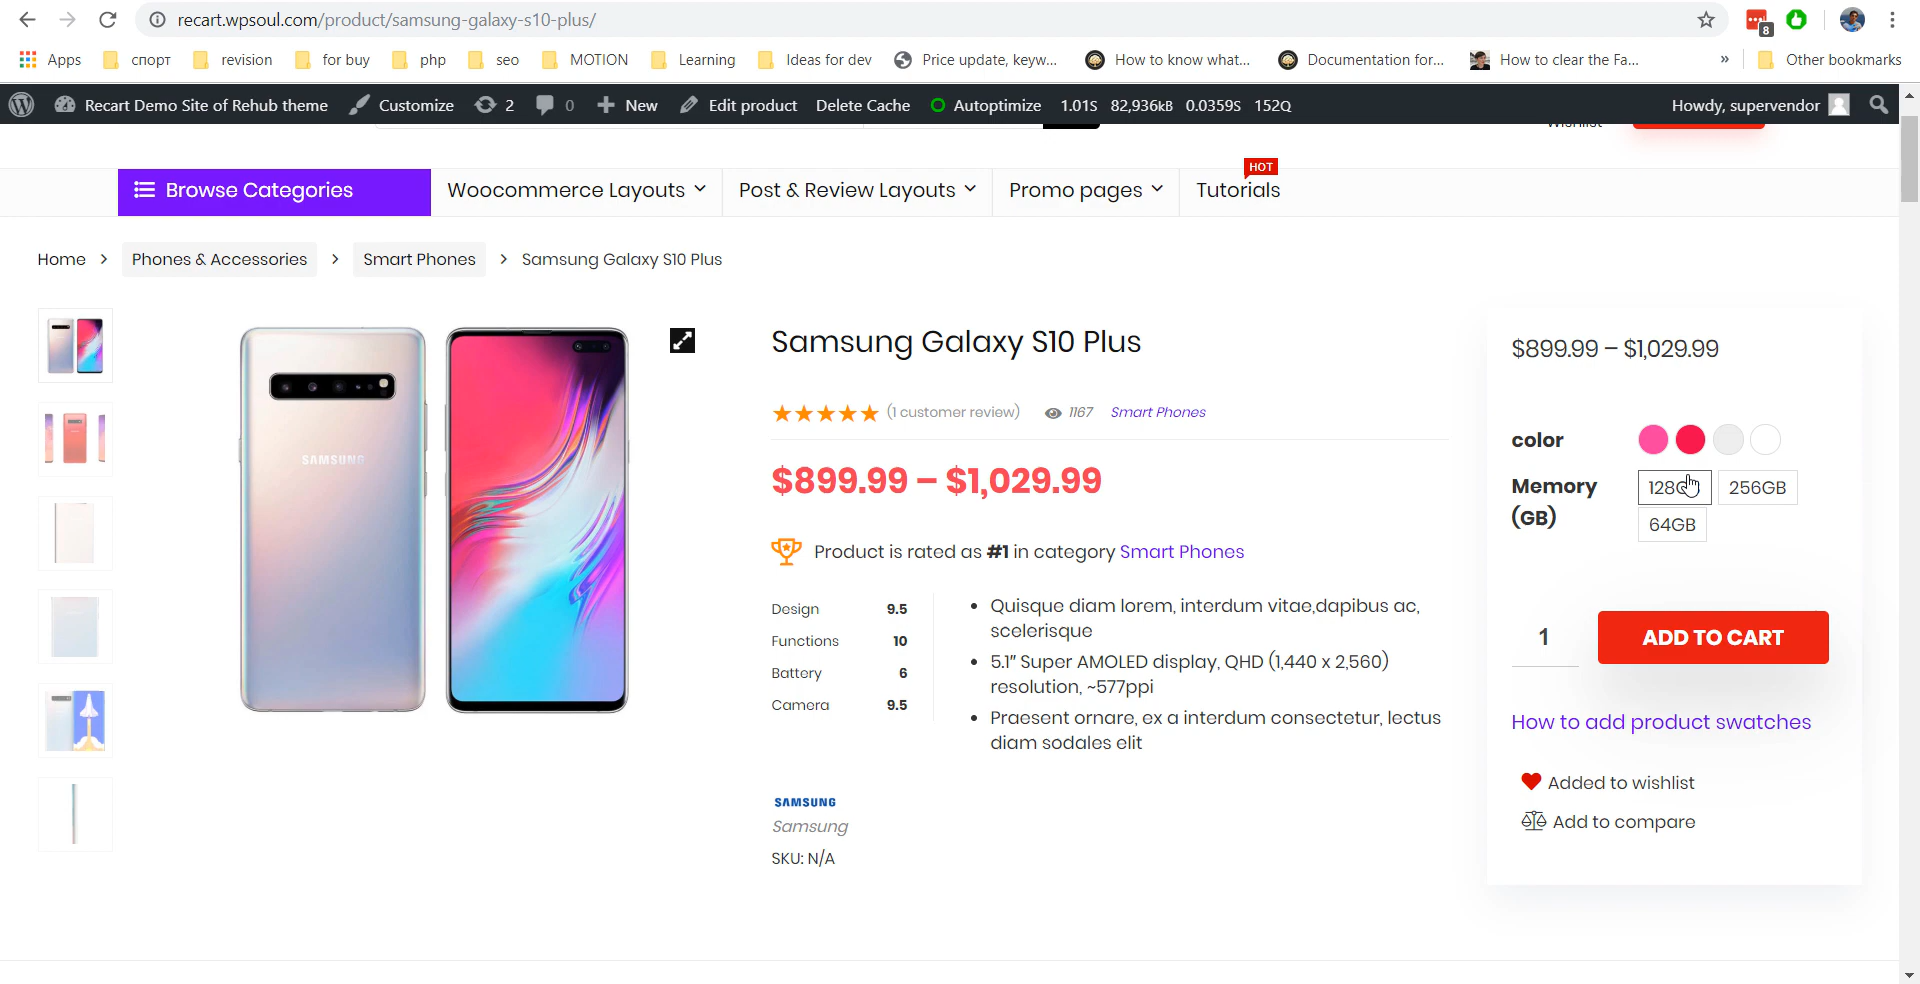 recart.wpsoul.com/product/samsung-galaxy-s10-plus/
8
Apps спорт revision for buy php seo MOTION Learning Ideas for dev Price update, keyw... How to know what... Documentation for... How to clear the Fa... » Other bookmarks
Recart Demo Site of Rehub theme Customize 2 0 New Edit product Delete Cache Autoptimize 1.01S 82,936KB 0.0359S 152Q Howdy, supervendor
Wishlist
HOT
Browse Categories Woocommerce Layouts Post & Review Layouts Promo pages Tutorials
Home > Phones & Accessories > Smart Phones > Samsung Galaxy S10 Plus
Samsung Galaxy S10 Plus
(1 customer review) 1167 Smart Phones
$899.99 – $1,029.99
Product is rated as #1 in category Smart Phones
Design 9.5
Functions 10
Battery 6
Camera 9.5
• Quisque diam lorem, interdum vitae,dapibus ac,
scelerisque
• 5.1″ Super AMOLED display, QHD (1,440 x 2,560)
resolution, ~577ppi
• Praesent ornare, ex a interdum consectetur, lectus
diam sodales elit
SAMSUNG
SAMSUNG
Samsung
SKU: N/A
$899.99 – $1,029.99
color
Memory
(GB)
256GB
64GB
1
ADD TO CART
How to add product swatches
Added to wishlist
Add to compare